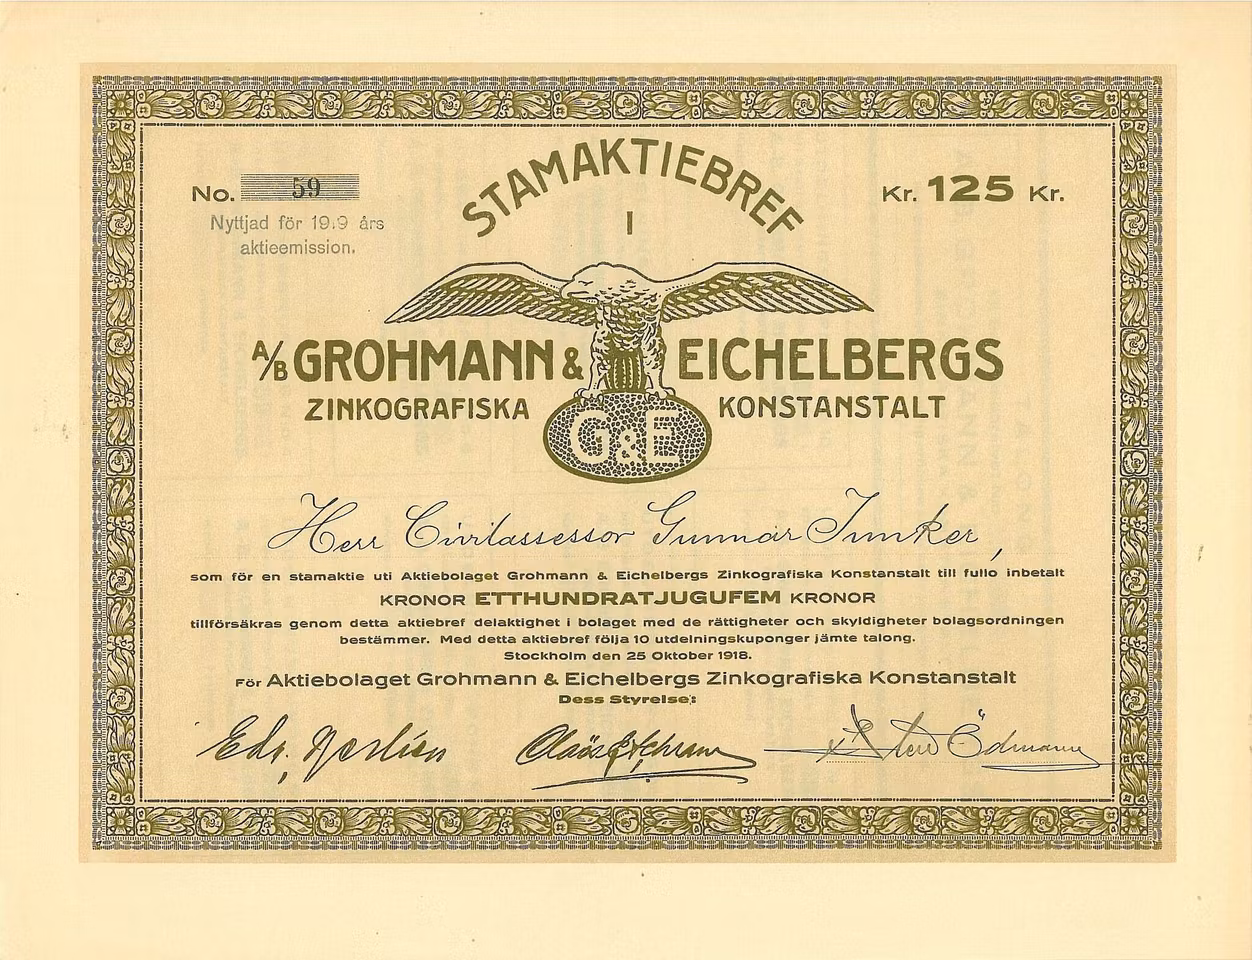 STAMAKTIEBREF
I
No. 59
Kr. 125 Kr.
Nyttjad för 19.9 års
aktieemission.
A/B GROHMANN & EICHELBERGS
ZINKOGRAFISKA KONSTANSTALT
G&E
Herr Civilassessor Gunnar Junker,
som för en stamaktie uti Aktiebolaget Grohmann & Eichelbergs Zinkografiska Konstanstalt till fullo inbetalt
KRONOR ETTHUNDRATJUGUFEM KRONOR
tillförsäkras genom detta aktiebref delaktighet i bolaget med de rättigheter och skyldigheter bolagsordningen
bestämmer. Med detta aktiebref följa 10 utdelningskuponger jämte talong.
Stockholm den 25 Oktober 1918.
För Aktiebolaget Grohmann & Eichelbergs Zinkografiska Konstanstalt
Dess Styrelse:
Ödmann